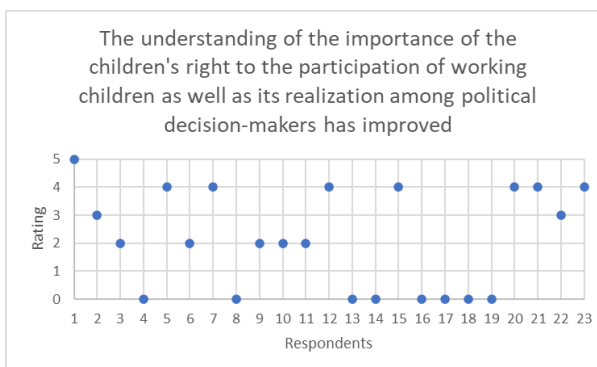 The understanding of the importance of the
children's right to the participation of working
children as well as its realization among political
decision-makers has improved
5
4
3
2
1
0
Rating
1 2 3 4 5 6 7 8 9 10 11 12 13 14 15 16 17 18 19 20 21 22 23
Respondents